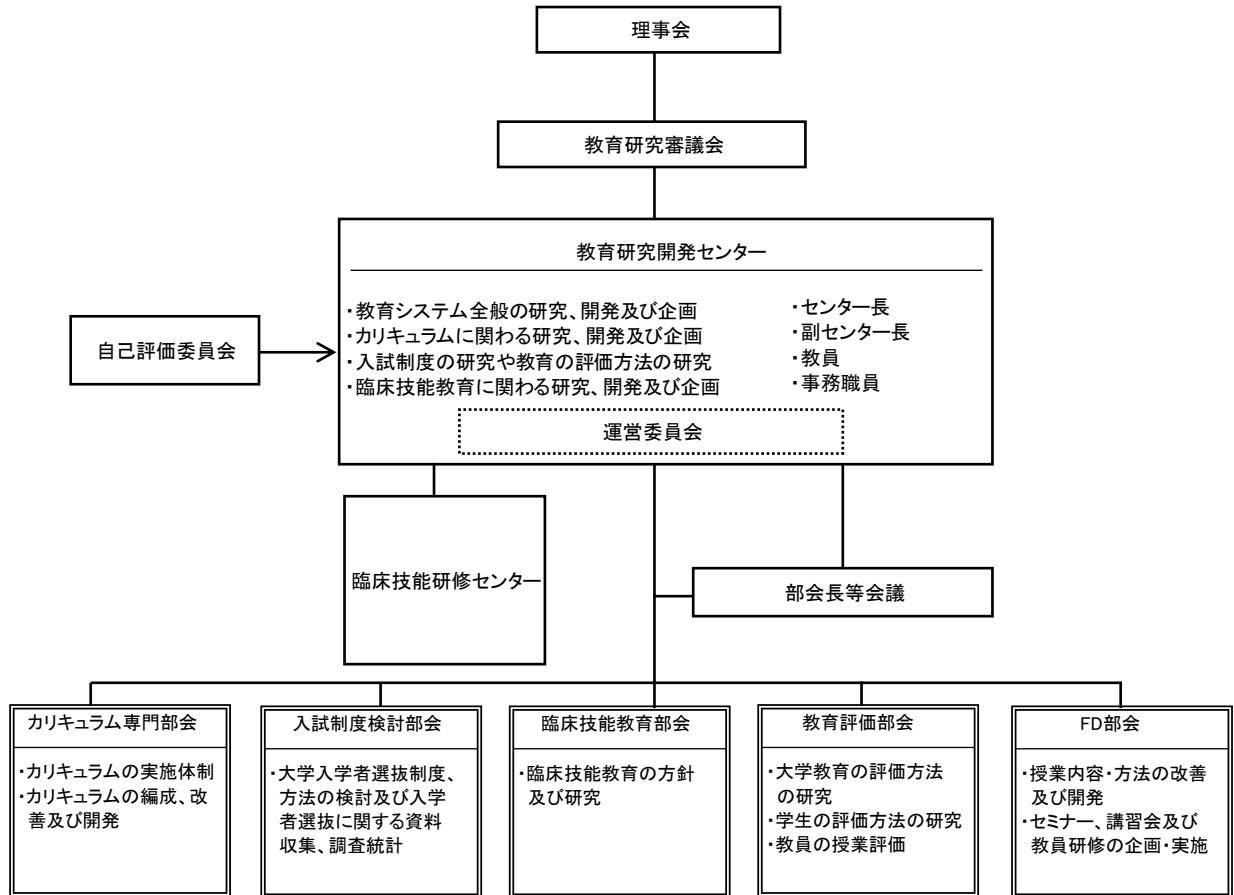 理事会
教育研究審議会
教育研究開発センター
・教育システム全般の研究、開発及び企画
・カリキュラムに関わる研究、開発及び企画
・入試制度の研究や教育の評価方法の研究
・臨床技能教育に関わる研究、開発及び企画
・センター長
・副センター長
・教員
・事務職員
自己評価委員会
運営委員会
臨床技能研修センター
部会長等会議
カリキュラム専門部会
・カリキュラムの実施体制
・カリキュラムの編成、改
善及び開発
入試制度検討部会
・大学入学者選抜制度、
方法の検討及び入学
者選抜に関する資料
収集、調査統計
臨床技能教育部会
・臨床技能教育の方針
及び研究
教育評価部会
・大学教育の評価方法
の研究
・学生の評価方法の研究
・教員の授業評価
FD部会
・授業内容・方法の改善
及び開発
・セミナー、講習会及び
教員研修の企画・実施